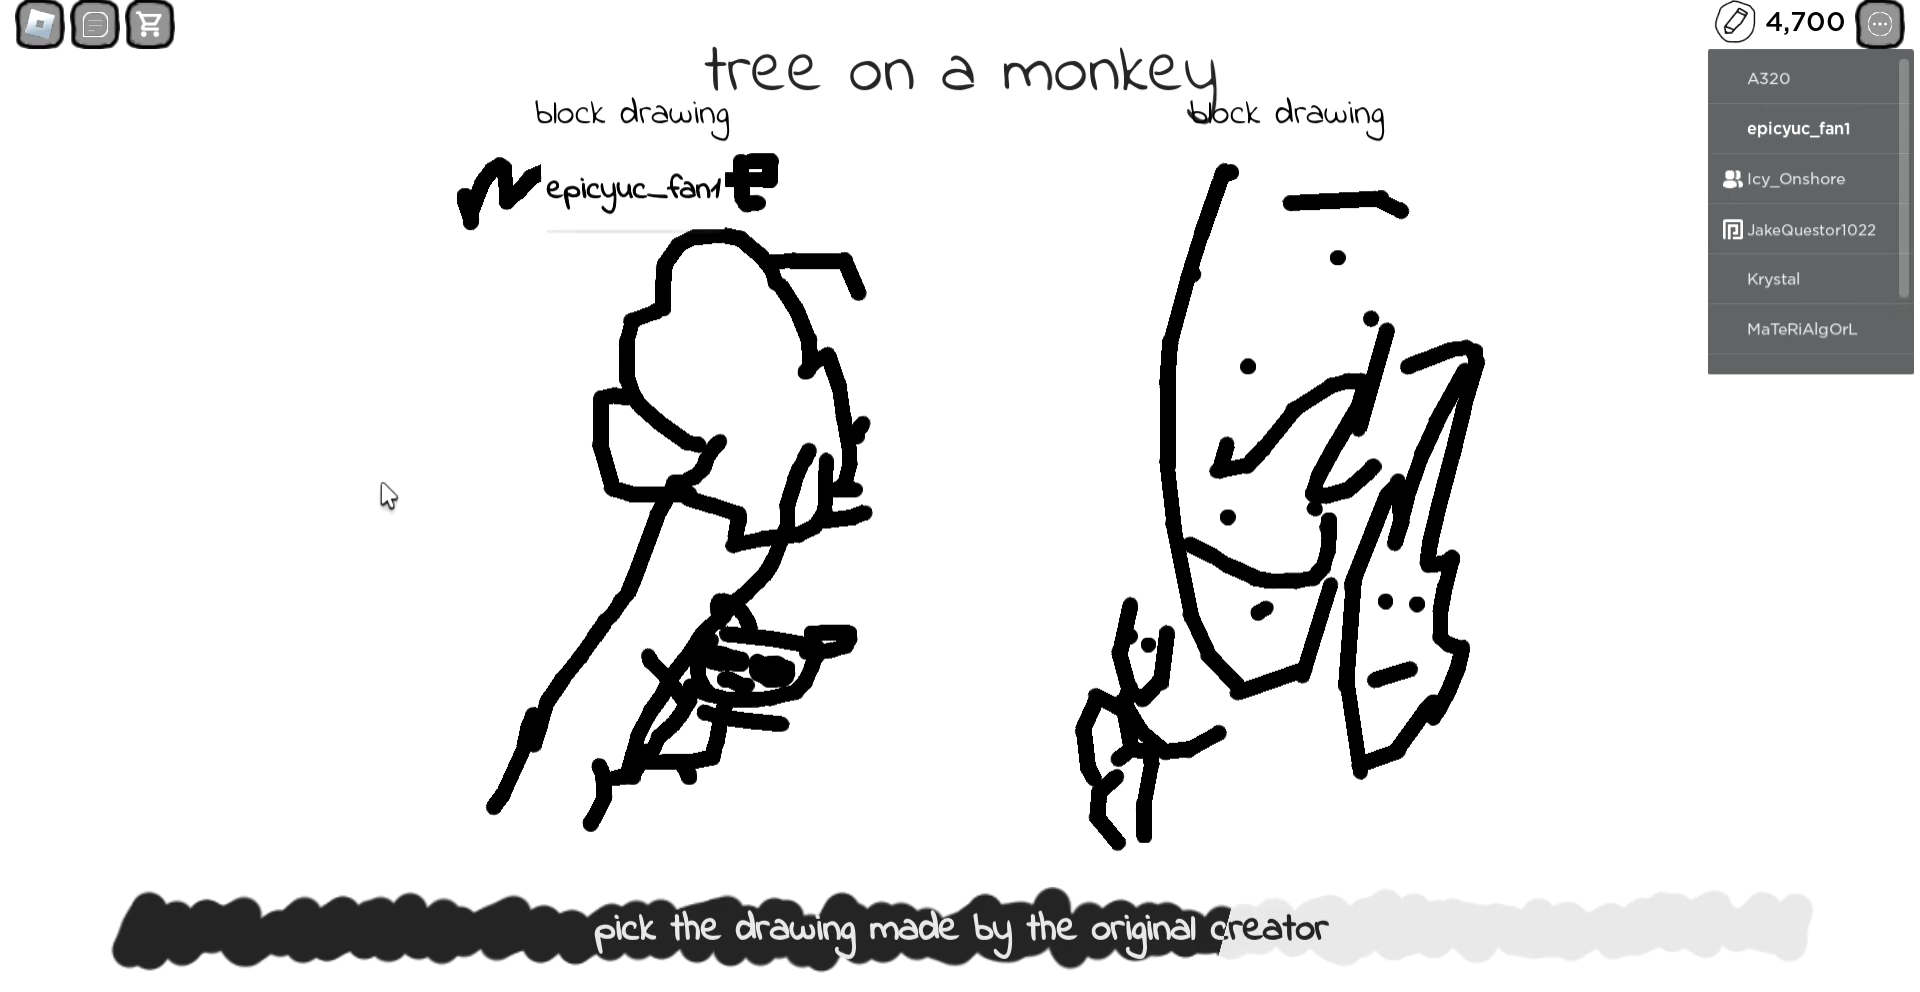 4,700
tree on a monkey
block drawing
block drawing
epicyuc_fan1
A320
epicyuc_fan1
Icy_Onshore
JakeQuestor1022
Krystal
MaTeRiAlgOrL
pick the drawing made by the original creator